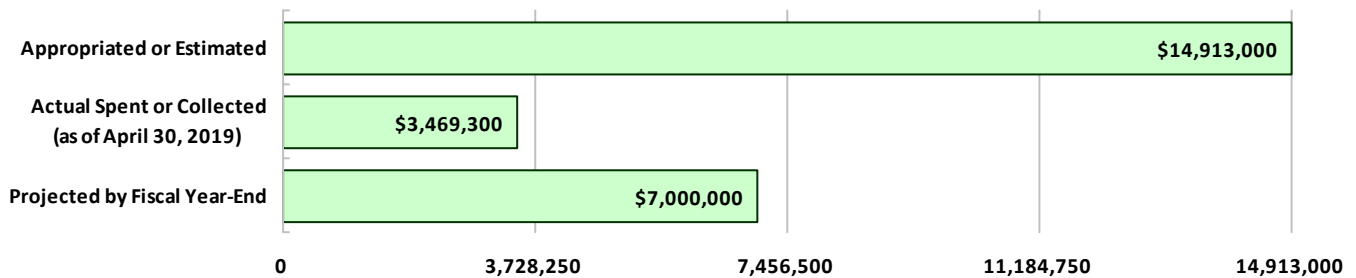 Appropriated or Estimated
$14,913,000
Actual Spent or Collected
(as of April 30, 2019)
$3,469,300
Projected by Fiscal Year-End
$7,000,000
0 3,728,250 7,456,500 11,184,750 14,913,000